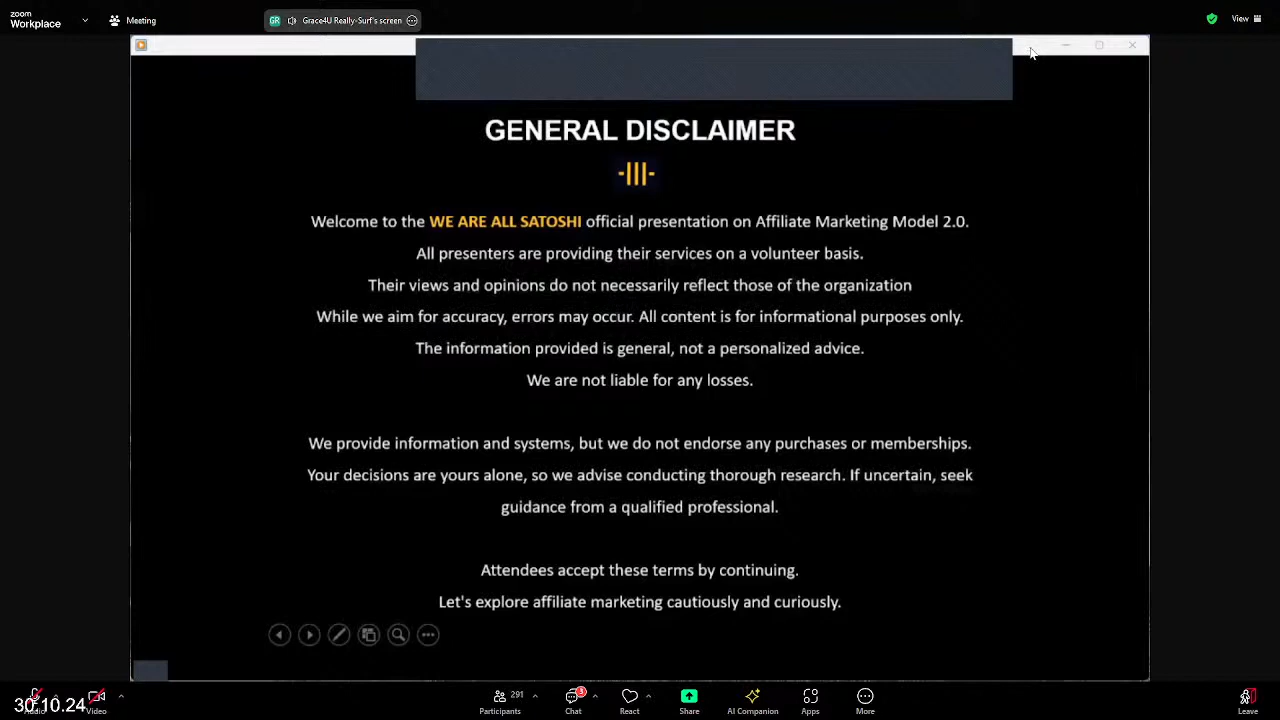 zoom
Workplace
Meeting
GR Grace4U Really-Surf's screen
View
GENERAL DISCLAIMER
Welcome to the WE ARE ALL SATOSHI official presentation on Affiliate Marketing Model 2.0.
All presenters are providing their services on a volunteer basis.
Their views and opinions do not necessarily reflect those of the organization
While we aim for accuracy, errors may occur. All content is for informational purposes only.
The information provided is general, not a personalized advice.
We are not liable for any losses.
We provide information and systems, but we do not endorse any purchases or memberships.
Your decisions are yours alone, so we advise conducting thorough research. If uncertain, seek
guidance from a qualified professional.
Attendees accept these terms by continuing.
Let's explore affiliate marketing cautiously and curiously.
30.10.24
Video
291
Participants
3
Chat
React
Share
AI Companion
Apps
More
Leave